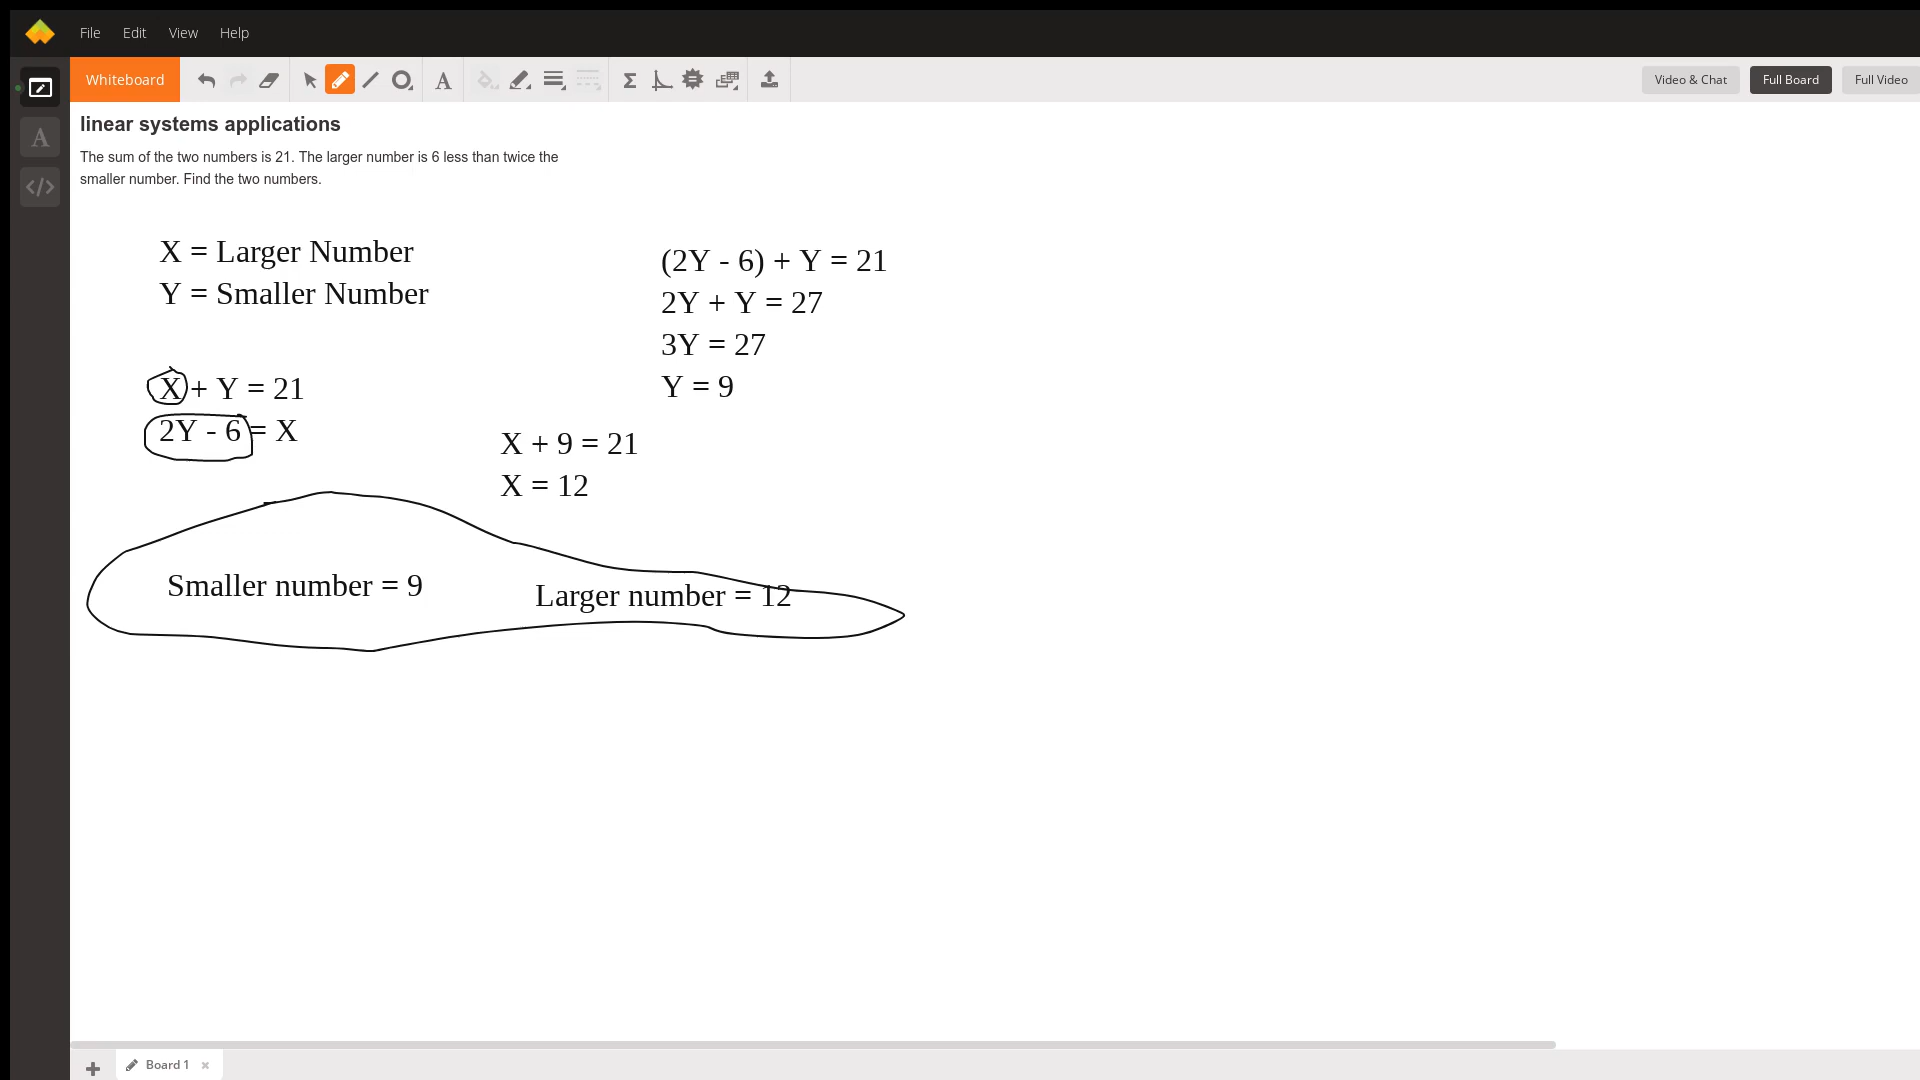 File Edit View Help
Whiteboard
Video & Chat Full Board Full Video
linear systems applications
The sum of the two numbers is 21. The larger number is 6 less than twice the
smaller number. Find the two numbers.
X = Larger Number
Y = Smaller Number
X + Y = 21
2Y - 6 = X
(2Y - 6) + Y = 21
2Y + Y = 27
3Y = 27
Y = 9
X + 9 = 21
X = 12
Smaller number = 9
Larger number = 12
Board 1